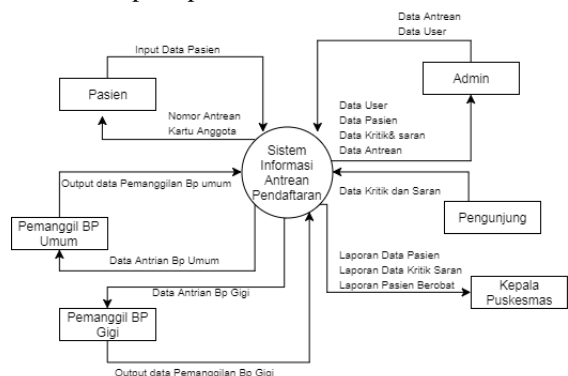 Data Antrean
Data User
Input Data Pasien
Admin
Pasien
Nomor Antrean
Kartu Anggota
Data User
Data Pasien
Data Kritik& saran
Data Antrean
Sistem
Informasi
Antrean
Pendaftaran
Output data Pemanggilan Bp umum
Data Kritik dan Saran
Pengunjung
Pemanggil BP
Umum
Data Antrian Bp Umum
Laporan Data Pasien
Laporan Data Kritik Saran
Laporan Pasien Berobat
Kepala
Puskesmas
Data Antrian Bp Gigi
Pemanggil BP
Gigi
Output data Pemanggilan Bp Gigi